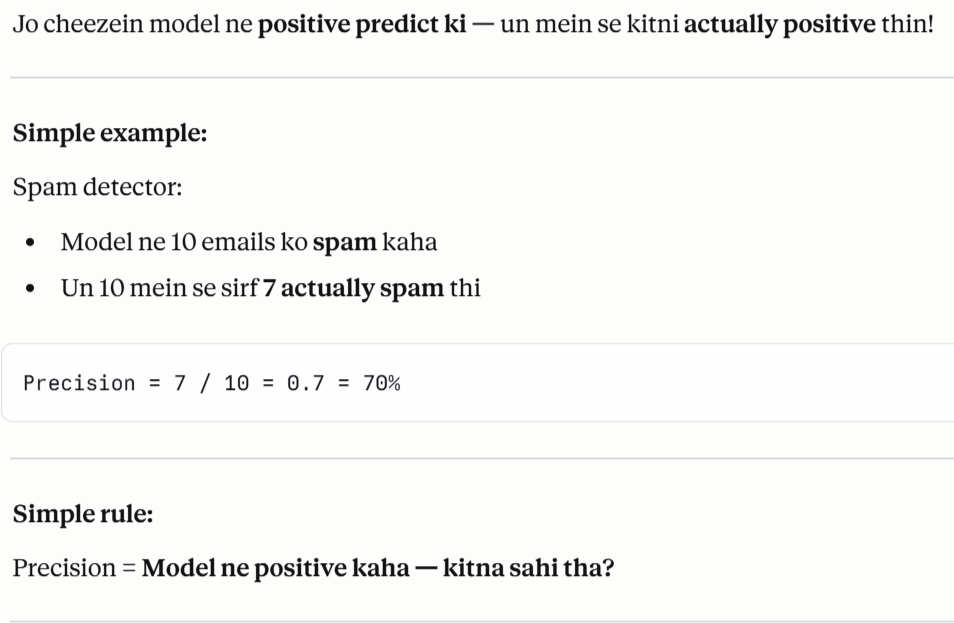 Jo cheezein model ne positive predict ki — un mein se kitni actually positive thin!
Simple example:
Spam detector:
• Model ne 10 emails ko spam kaha
• Un 10 mein se sirf 7 actually spam thi
Precision = 7 / 10 = 0.7 = 70%
Simple rule:
Precision = Model ne positive kaha — kitna sahi tha?